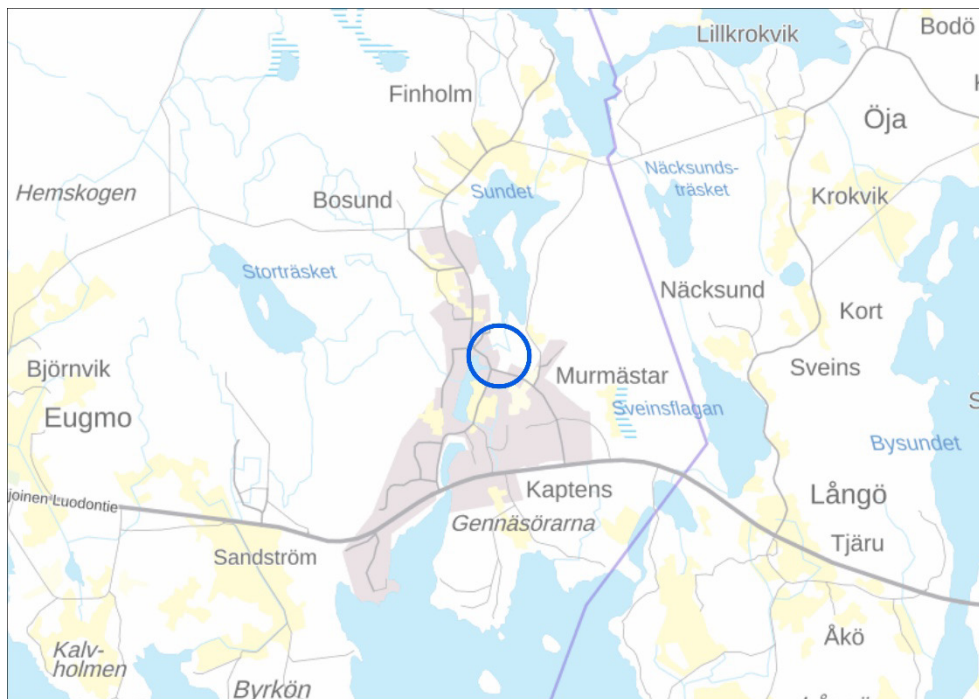 Bodö
Lillkrokvik
Finholm
Öja
Näcksunds-
träsket
Sundet
Hemskogen
Bosund
Krokvik
Storträsket
Näcksund
Kort
Sveins
Björnvik
Murmästar
Eugmo
Sveinsflagan
Bysundet
joinen Luodontie
Kaptens
Långö
Gennäsörarna
Tjäru
Sandström
Åkö
Kalv-
holmen
Byrkön